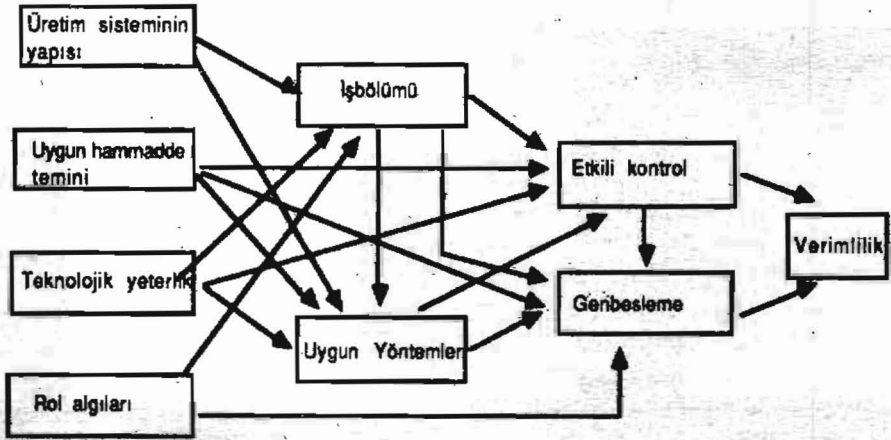 Üretim sisteminin
yapısı
İşbölümü
Uygun hammadde
temini
Etkili kontrol
Verimlilik
Teknolojik yeterlik
Geribesleme
Uygun Yöntemler
Rol algıları